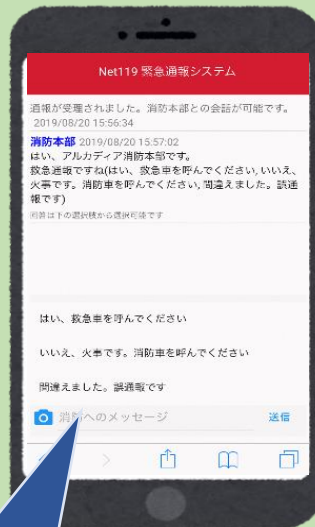 Net119 緊急通報システム
通報が受理されました。消防本部との会話が可能です。
2019/08/20 15:56:34
消防本部 2019/08/20 15:57:02
はい、アルカディア消防本部です。
救急通報ですね(はい、救急車を呼んでください, いいえ、
火事です。消防車を呼んでください, 間違えました。誤通
報です)
回答は下の選択肢から選択可能です
はい、救急車を呼んでください
いいえ、火事です。消防車を呼んでください
間違えました。誤通報です
消防へのメッセージ
送信